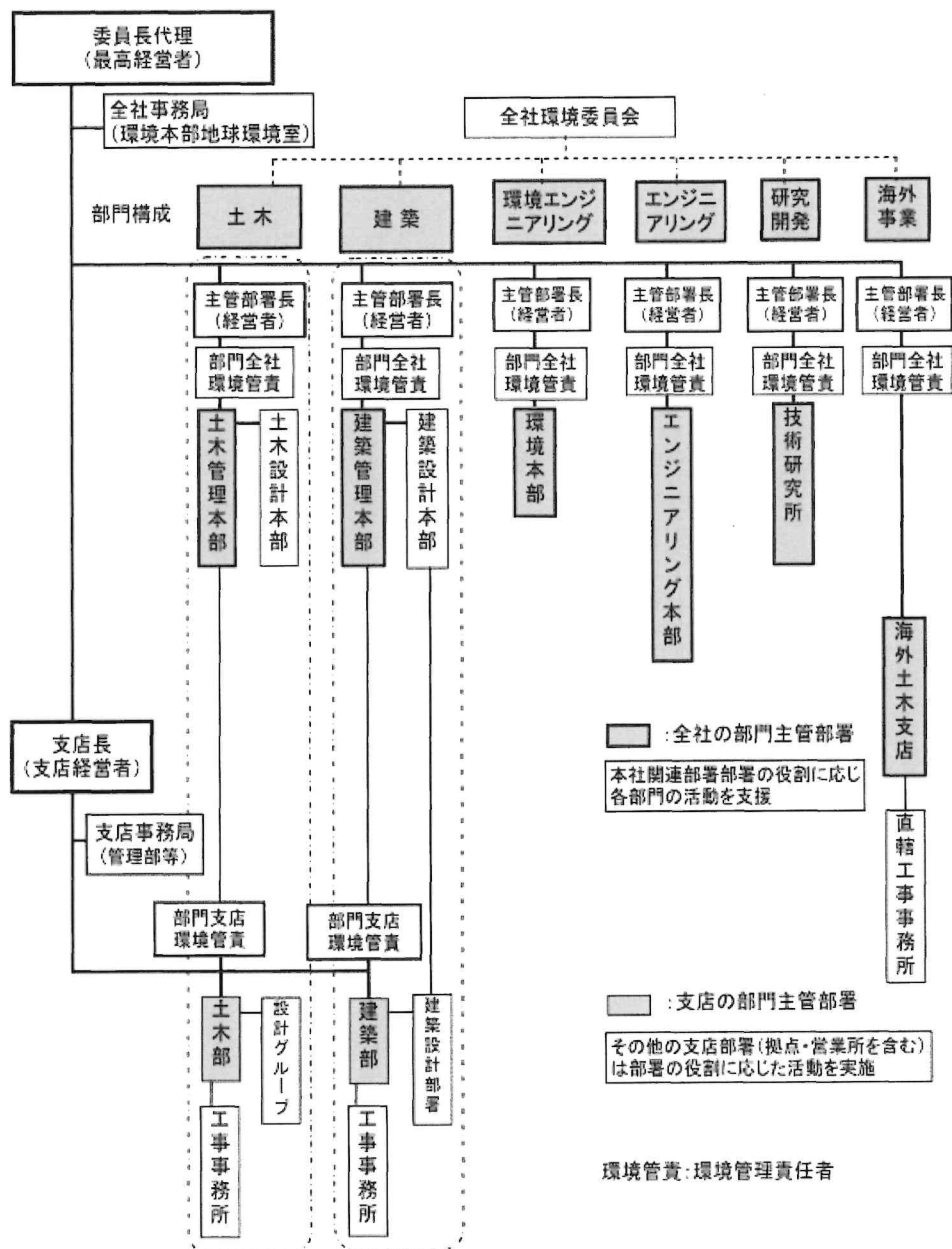 委員長代理
(最高経営者)
全社事務局
(環境本部地球環境室)
全社環境委員会
部門構成
土木
建築
環境エンジ
ニアリング
エンジニ
アリング
研究
開発
海外
事業
主管部署長
(経営者)
主管部署長
(経営者)
主管部署長
(経営者)
主管部署長
(経営者)
主管部署長
(経営者)
主管部署長
(経営者)
部門全社
環境管責
部門全社
環境管責
部門全社
環境管責
部門全社
環境管責
部門全社
環境管責
部門全社
環境管責
土木管理本部
土木設計本部
建築管理本部
建築設計本部
環境本部
エンジニアリング本部
技術研究所
海外土木支店
直轄工事事務所
支店長
(支店経営者)
支店事務局
(管理部等)
:全社の部門主管部署
本社関連部署部署の役割に応じ
各部門の活動を支援
部門支店
環境管責
部門支店
環境管責
土木部
設計グループ
建築部
建築設計部署
工事事務所
工事事務所
:支店の部門主管部署
その他の支店部署(拠点・営業所を含む)
は部署の役割に応じた活動を実施
環境管責:環境管理責任者